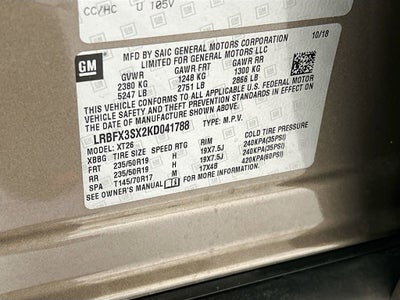 CC/HC U 105V
GM
MFD BY SAIC GENERAL MOTORS CORPORATION 10/18
LIMITED FOR GENERAL MOTORS LLC
GVWR GAWR FRT GAWR RR
2380 KG 1248 KG 1300 KG
5247 LB 2751 LB 2866 LB
THIS VEHICLE CONFORMS TO ALL APPLICABLE U.S. FEDERAL MOTOR
VEHICLE SAFETY AND THEFT PREVENTION STANDARDS IN EFFECT ON
THE DATE OF MANUFACTURE SHOWN ABOVE.
LRBFX3SX2KD041788 TYPE: M.P.V.
MODEL: XT26
XBBG TIRE SIZE SPEED RTG RIM COLD TIRE PRESSURE
FRT 235/50R19 H 19X7.5J 240KPA(35PSI)
RR 235/50R19 H 19X7.5J 240KPA(35PSI)
SPA T145/70R17 M 17X4B 420KPA(60PSI)
SEE OWNER'S MANUAL FOR ADDITIONAL INFORMATION.